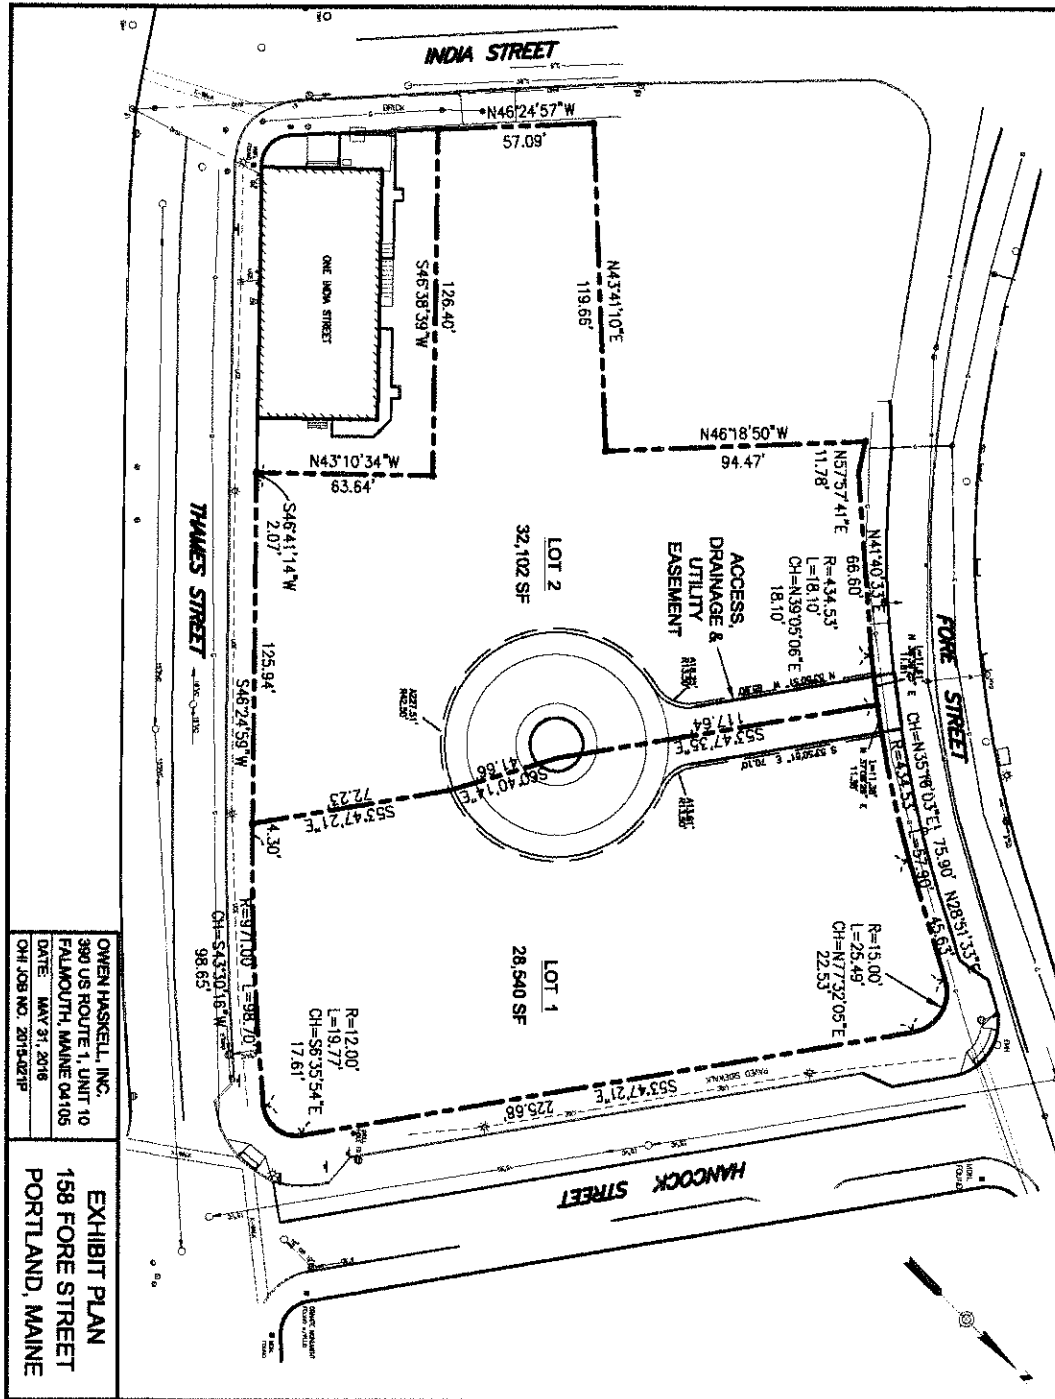 INDIA STREET
BRICK
N46°24'57"W
57.09'
ONE INDIA STREET
126.40'
S46°38'39"W
N43°41'10"E
119.66'
N43°10'34"W
63.64'
N46°18'50"W
94.47'
N57°57'41"E
11.78'
N41°40'33"E
66.60'
R=434.53'
L=18.10'
CH=N39°05'06"E
18.10'
FORE STREET
ACCESS,
DRAINAGE &
UTILITY
EASEMENT
LOT 2
32,102 SF
S46°41'14"W
2.07'
THAMES STREET
125.94'
S46°24'59"W
117.64'
S53°47'35"E
41.66'
S60°40'14"E
72.23'
S53°47'21"E
4.30'
CH=N35°16'03"E
75.90'
R=434.53'
L=57.90'
N28°51'33"E
45.63'
R=15.00'
L=25.49'
CH=N77°32'05"E
22.53'
LOT 1
28,540 SF
R=971.00'
L=98.70'
CH=S43°30'16"W
98.65'
R=12.00'
L=19.77'
CH=S6°35'54"E
17.61'
PAVED SIDEWALK
S53°47'21"E
225.68'
HANCOCK STREET
OWEN HASKELL, INC.
390 US ROUTE 1, UNIT 10
FALMOUTH, MAINE 04105
DATE: MAY 31, 2016
OHI JOB NO. 2015-021P
EXHIBIT PLAN
158 FORE STREET
PORTLAND, MAINE